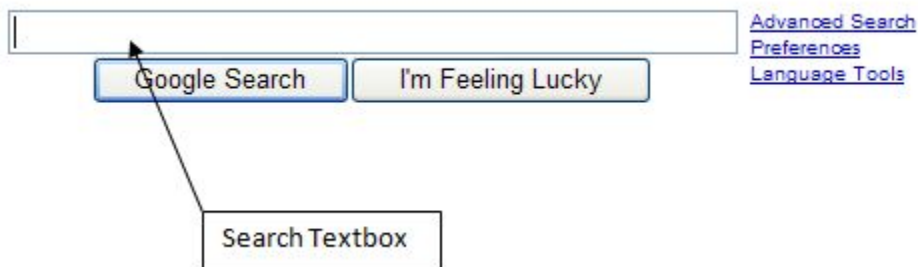 Advanced Search
Preferences
Language Tools
Google Search
I'm Feeling Lucky
Search Textbox